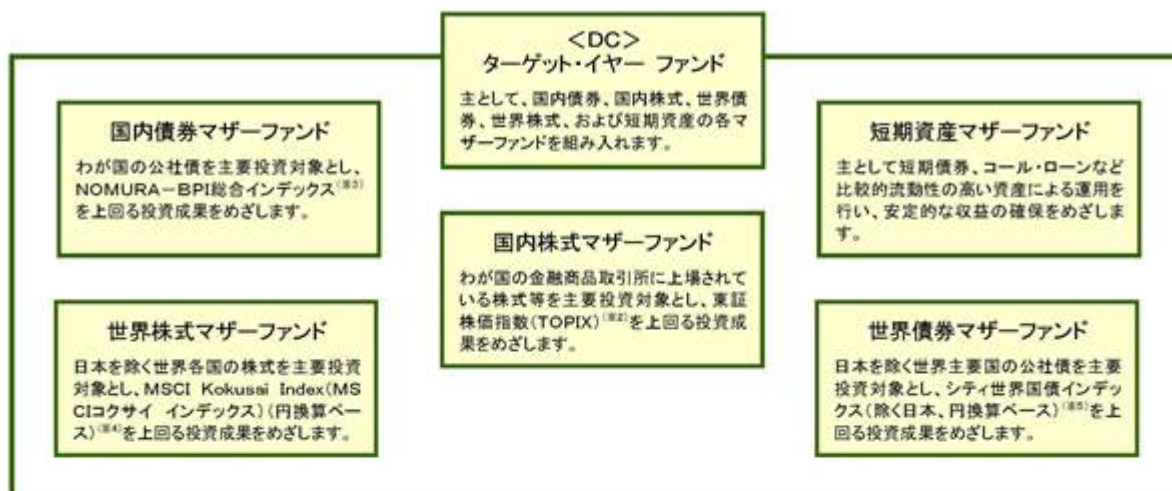 ＜DC＞
ターゲット・イヤー ファンド
主として、国内債券、国内株式、世界債
券、世界株式、および短期資産の各マ
ザーファンドを組み入れます。
国内債券マザーファンド
わが国の公社債を主要投資対象とし、
NOMURA－BPI総合インデックス(※3)
を上回る投資成果をめざします。
短期資産マザーファンド
主として短期債券、コール・ローンなど
比較的流動性の高い資産による運用を
行い、安定的な収益の確保をめざしま
す。
国内株式マザーファンド
わが国の金融商品取引所に上場されて
いる株式等を主要投資対象とし、東証
株価指数(TOPIX)(※2)を上回る投資成
果をめざします。
世界株式マザーファンド
日本を除く世界各国の株式を主要投資
対象とし、MSCI Kokusai Index(MS
CIコクサイ インデックス)(円換算ベー
ス)(※4)を上回る投資成果をめざします。
世界債券マザーファンド
日本を除く世界主要国の公社債を主要
投資対象とし、シティ世界国債インデッ
クス(除く日本、円換算ベース)(※5)を上
回る投資成果をめざします。